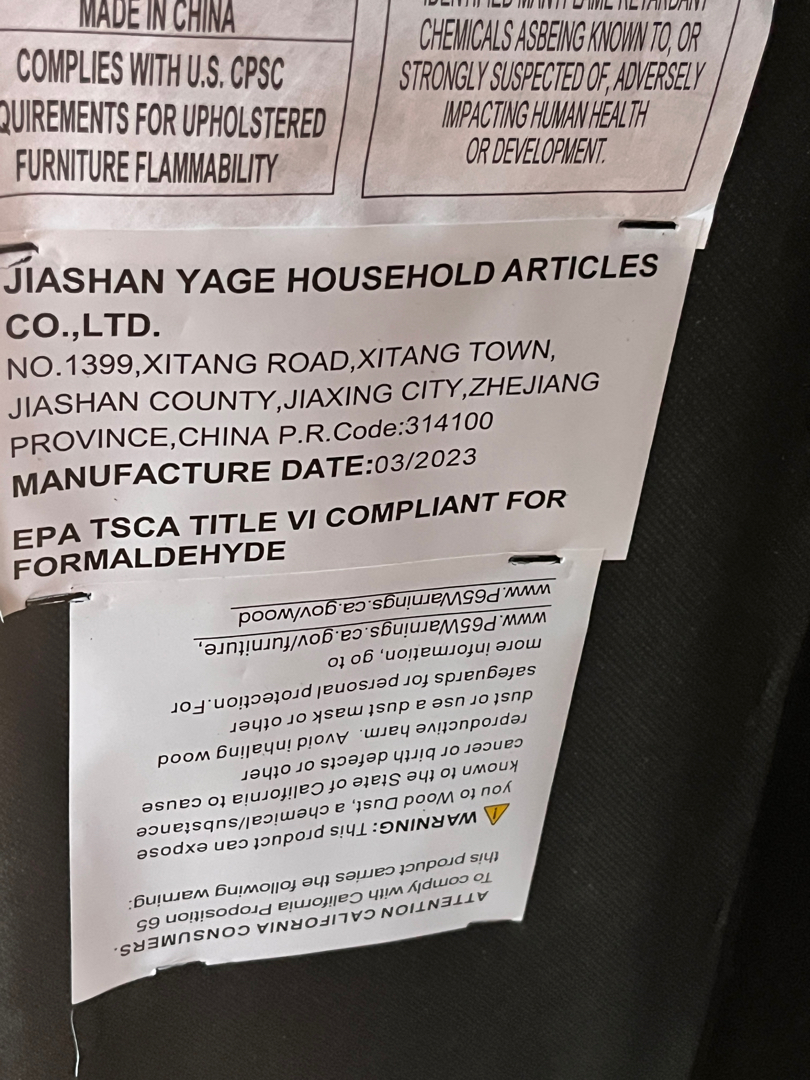 MADE IN CHINA
COMPLIES WITH U.S. CPSC
QUIREMENTS FOR UPHOLSTERED
FURNITURE FLAMMABILITY
IDENTIFIED MANY FLAME RETARDANT
CHEMICALS ASBEING KNOWN TO, OR
STRONGLY SUSPECTED OF, ADVERSELY
IMPACTING HUMAN HEALTH
OR DEVELOPMENT.
JIASHAN YAGE HOUSEHOLD ARTICLES
CO.,LTD.
NO.1399,XITANG ROAD,XITANG TOWN,
JIASHAN COUNTY,JIAXING CITY,ZHEJIANG
PROVINCE,CHINA P.R.Code:314100
MANUFACTURE DATE:03/2023
EPA TSCA TITLE VI COMPLIANT FOR
FORMALDEHYDE
ATTENTION CALIFORNIA CONSUMERS.
To comply with California Proposition 65
this product carries the following warning:
⚠ WARNING: This product can expose
you to Wood Dust, a chemical/substance
known to the State of California to cause
cancer or birth defects or other
reproductive harm. Avoid inhaling wood
dust or use a dust mask or other
safeguards for personal protection.For
more information, go to
www.P65Warnings.ca.gov/furniture,
www.P65Warnings.ca.gov/wood